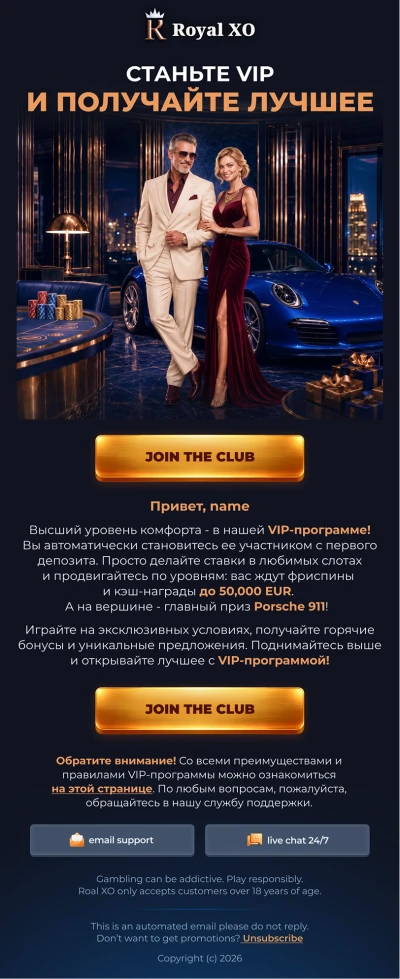 Royal XO
СТАНЬТЕ VIP
И ПОЛУЧАЙТЕ ЛУЧШЕЕ
JOIN THE CLUB
Привет, name
Высший уровень комфорта - в нашей VIP-программе!
Вы автоматически становитесь ее участником с первого
депозита. Просто делайте ставки в любимых слотах
и продвигайтесь по уровням: вас ждут фриспины
и кэш-награды до 50,000 EUR.
А на вершине - главный приз Porsche 911!
Играйте на эксклюзивных условиях, получайте горячие
бонусы и уникальные предложения. Поднимайтесь выше
и открывайте лучшее с VIP-программой!
JOIN THE CLUB
Обратите внимание! Со всеми преимуществами и
правилами VIP-программы можно ознакомиться
на этой странице. По любым вопросам, пожалуйста,
обращайтесь в нашу службу поддержки.
email support
live chat 24/7
Gambling can be addictive. Play responsibly.
Roal XO only accepts customers over 18 years of age.
This is an automated email please do not reply.
Don't want to get promotions? Unsubscribe
Copyright (c) 2026